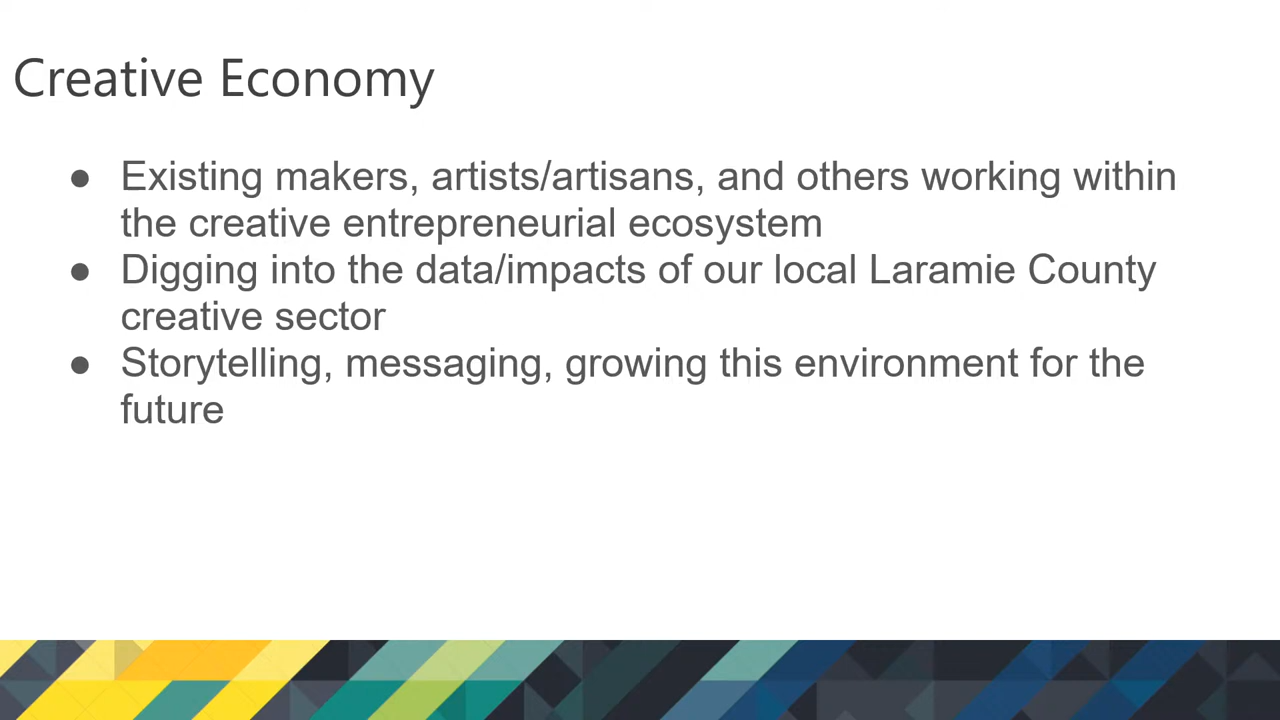 Creative Economy
● Existing makers, artists/artisans, and others working within
the creative entrepreneurial ecosystem
● Digging into the data/impacts of our local Laramie County
creative sector
● Storytelling, messaging, growing this environment for the
future